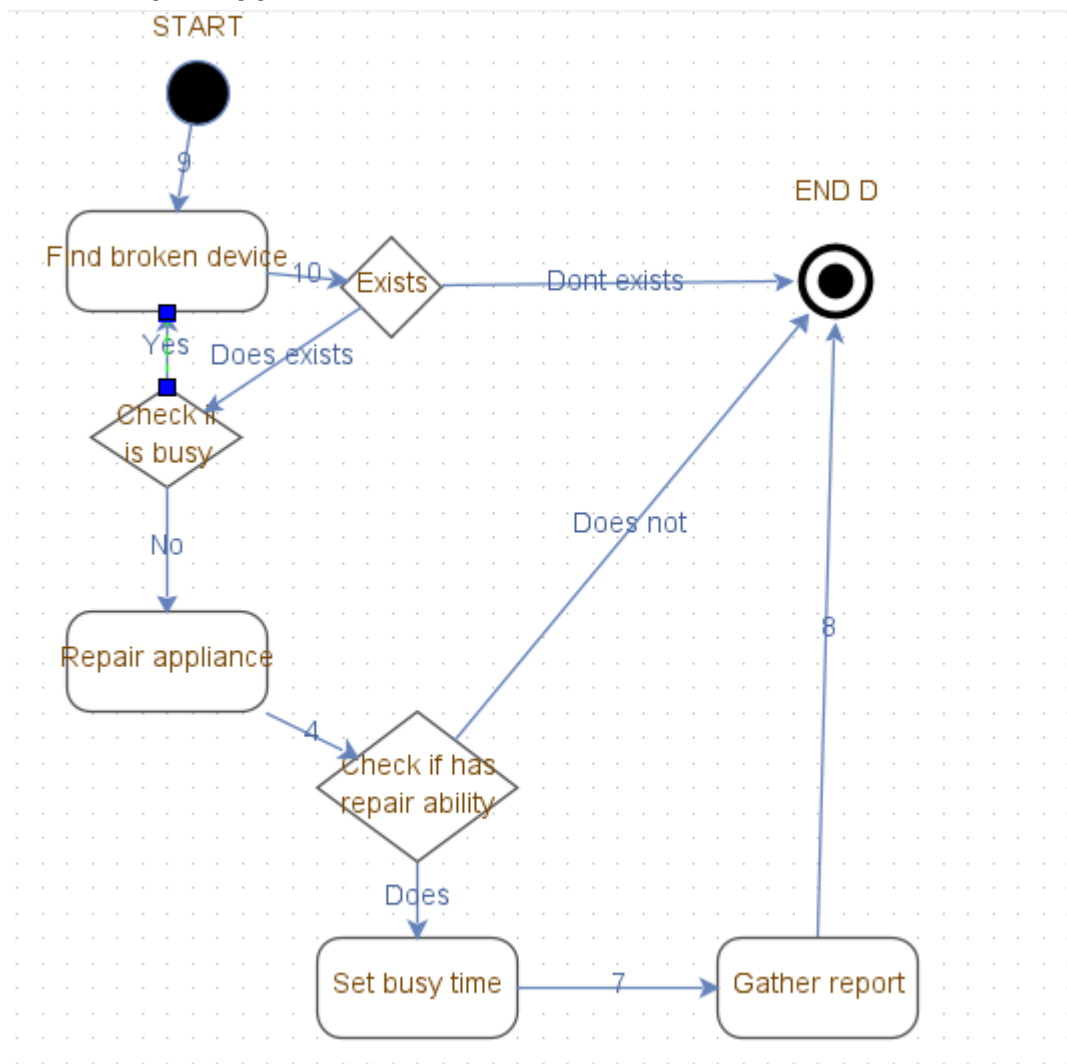 START
9
END D
Find broken device
10
Exists
Dont exists
Yes
Does exists
Check if
is busy
Does not
No
8
Repair appliance
4
Check if has
repair ability
Does
Set busy time
7
Gather report